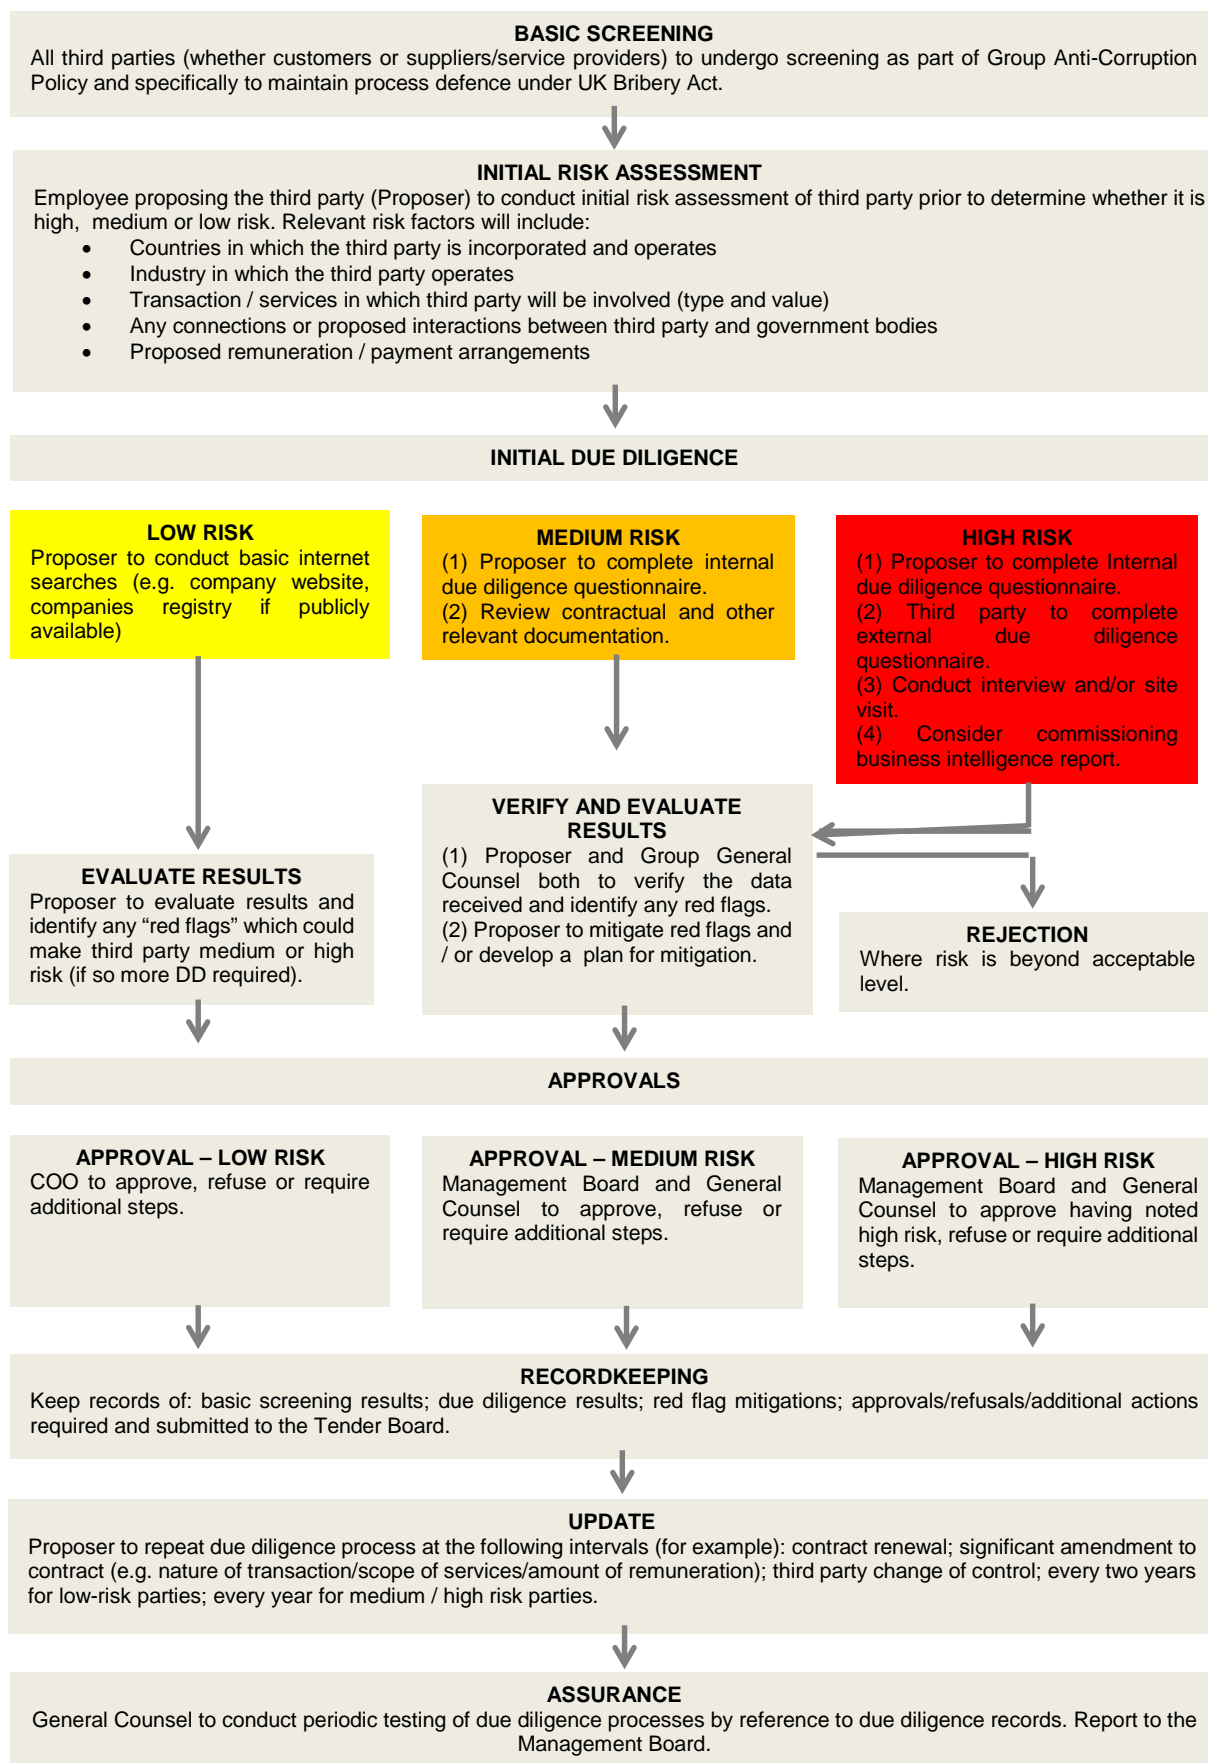 BASIC SCREENING
All third parties (whether customers or suppliers/service providers) to undergo screening as part of Group Anti-Corruption
Policy and specifically to maintain process defence under UK Bribery Act.
INITIAL RISK ASSESSMENT
Employee proposing the third party (Proposer) to conduct initial risk assessment of third party prior to determine whether it is
high, medium or low risk. Relevant risk factors will include:
• Countries in which the third party is incorporated and operates
• Industry in which the third party operates
• Transaction / services in which third party will be involved (type and value)
• Any connections or proposed interactions between third party and government bodies
• Proposed remuneration / payment arrangements
INITIAL DUE DILIGENCE
LOW RISK
Proposer to conduct basic internet
searches (e.g. company website,
companies registry if publicly
available)
MEDIUM RISK
(1) Proposer to complete internal
due diligence questionnaire.
(2) Review contractual and other
relevant documentation.
HIGH RISK
(1) Proposer to complete Internal
due diligence questionnaire.
(2) Third party to complete
external due diligence
questionnaire.
(3) Conduct interview and/or site
visit.
(4) Consider commissioning
business intelligence report.
EVALUATE RESULTS
Proposer to evaluate results and
identify any “red flags” which could
make third party medium or high
risk (if so more DD required).
VERIFY AND EVALUATE
RESULTS
(1) Proposer and Group General
Counsel both to verify the data
received and identify any red flags.
(2) Proposer to mitigate red flags and
/ or develop a plan for mitigation.
REJECTION
Where risk is beyond acceptable
level.
APPROVALS
APPROVAL – LOW RISK
COO to approve, refuse or require
additional steps.
APPROVAL – MEDIUM RISK
Management Board and General
Counsel to approve, refuse or
require additional steps.
APPROVAL – HIGH RISK
Management Board and General
Counsel to approve having noted
high risk, refuse or require additional
steps.
RECORDKEEPING
Keep records of: basic screening results; due diligence results; red flag mitigations; approvals/refusals/additional actions
required and submitted to the Tender Board.
UPDATE
Proposer to repeat due diligence process at the following intervals (for example): contract renewal; significant amendment to
contract (e.g. nature of transaction/scope of services/amount of remuneration); third party change of control; every two years
for low-risk parties; every year for medium / high risk parties.
ASSURANCE
General Counsel to conduct periodic testing of due diligence processes by reference to due diligence records. Report to the
Management Board.